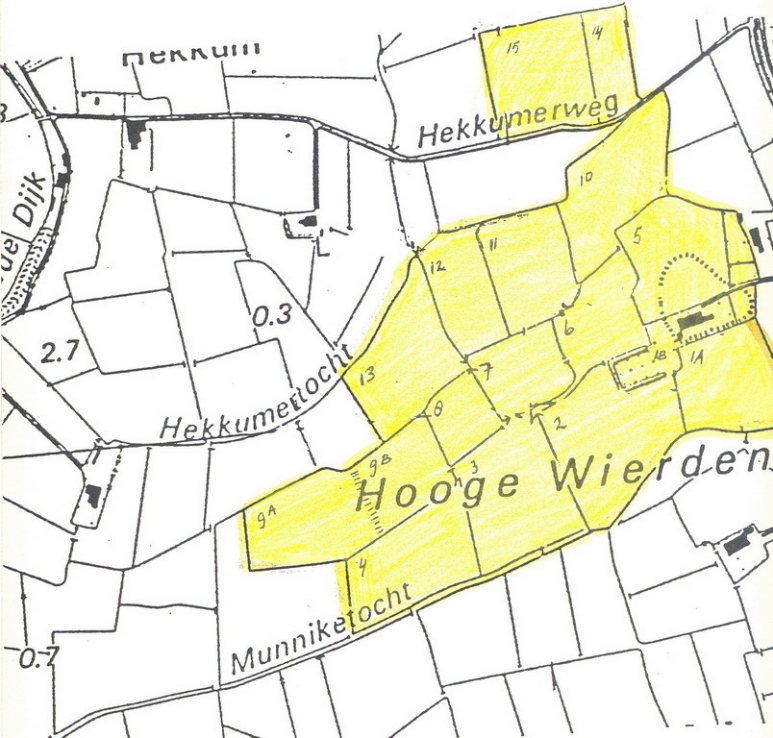 Hekkum
15
14
Hekkumerweg
de Dijk
10
5
12
11
0.3
6
2.7
1B
1A
Hekkumertocht
13
7
8
2
9B
3
Hooge Wierden
9A
4
Munniketocht
0.7